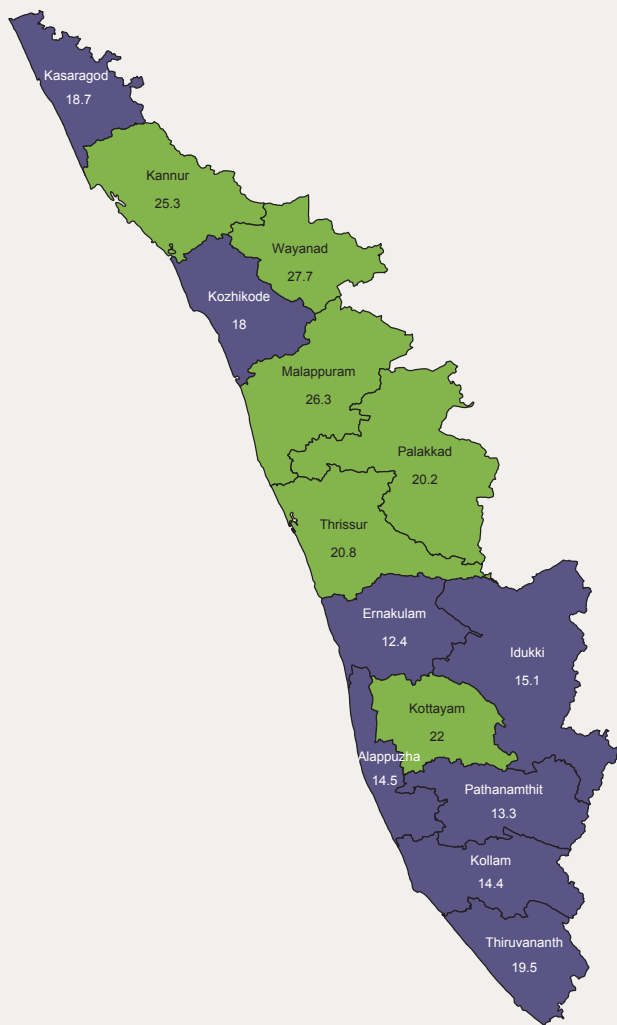 Kasaragod
18.7
Kannur
25.3
Wayanad
27.7
Kozhikode
18
Malappuram
26.3
Palakkad
20.2
Thrissur
20.8
Ernakulam
12.4
Idukki
15.1
Kottayam
22
Alappuzha
14.5
Pathanamthit
13.3
Kollam
14.4
Thiruvananth
19.5